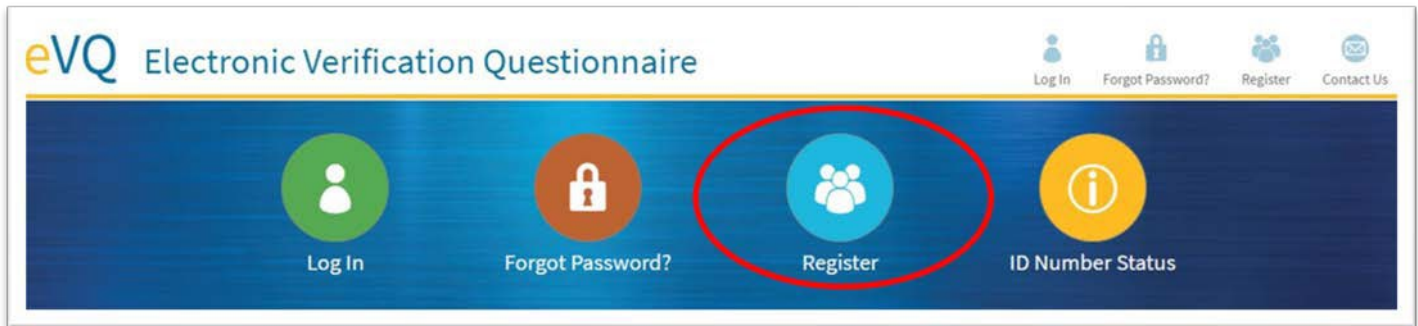 eVQ Electronic Verification Questionnaire
Log In Forgot Password? Register Contact Us
Log In Forgot Password? Register ID Number Status